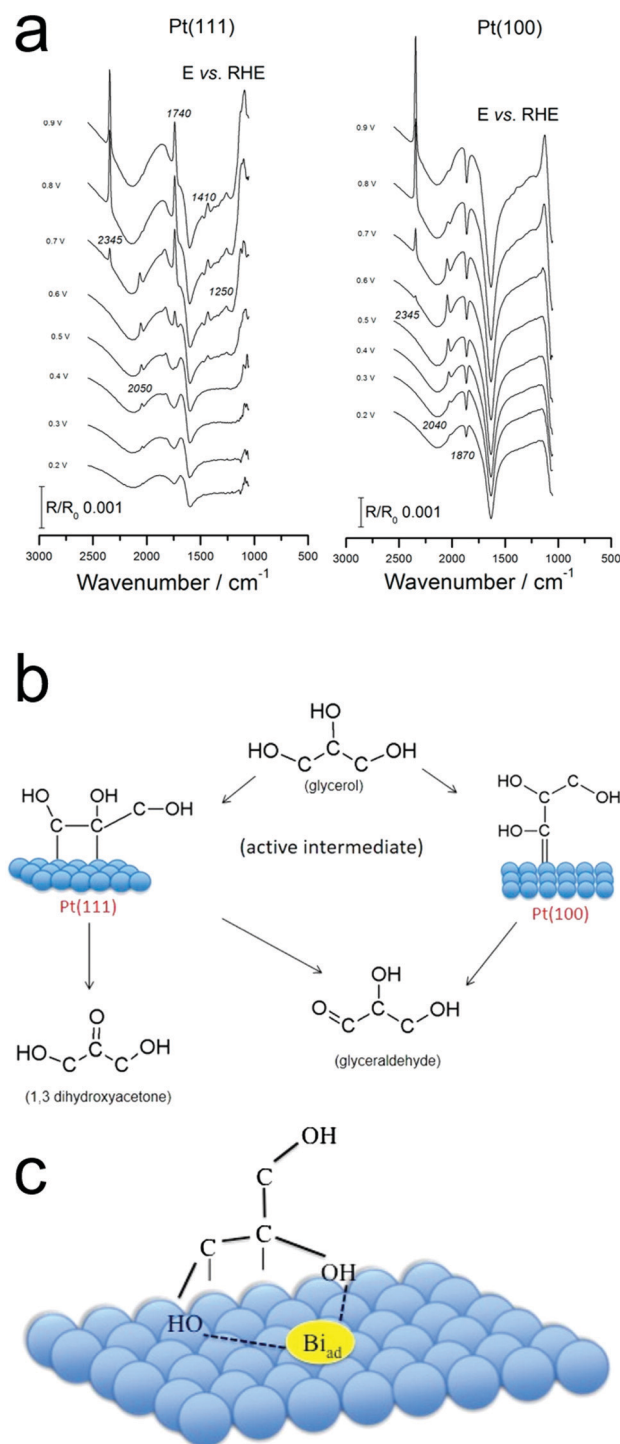 a
Pt(111)
E vs. RHE
0.9 V
0.8 V
0.7 V
0.6 V
0.5 V
0.4 V
0.3 V
0.2 V
1740
1410
2345
1250
2050
R/R0 0.001
3000 2500 2000 1500 1000 500
Wavenumber / cm-1
Pt(100)
E vs. RHE
0.9 V
0.8 V
0.7 V
0.6 V
0.5 V
0.4 V
0.3 V
0.2 V
2345
2040
1870
R/R0 0.001
3000 2500 2000 1500 1000 500
Wavenumber / cm-1
b
HO
HO C C C OH
(glycerol)
HO HO C OH
C C
Pt(111)
(active intermediate)
HO C C OH
HO C
Pt(100)
O
HO C C C OH
(1,3 dihydroxyacetone)
OH
O C C C OH
(glyceraldehyde)
c
OH
C
C C
OH
HO
Biad